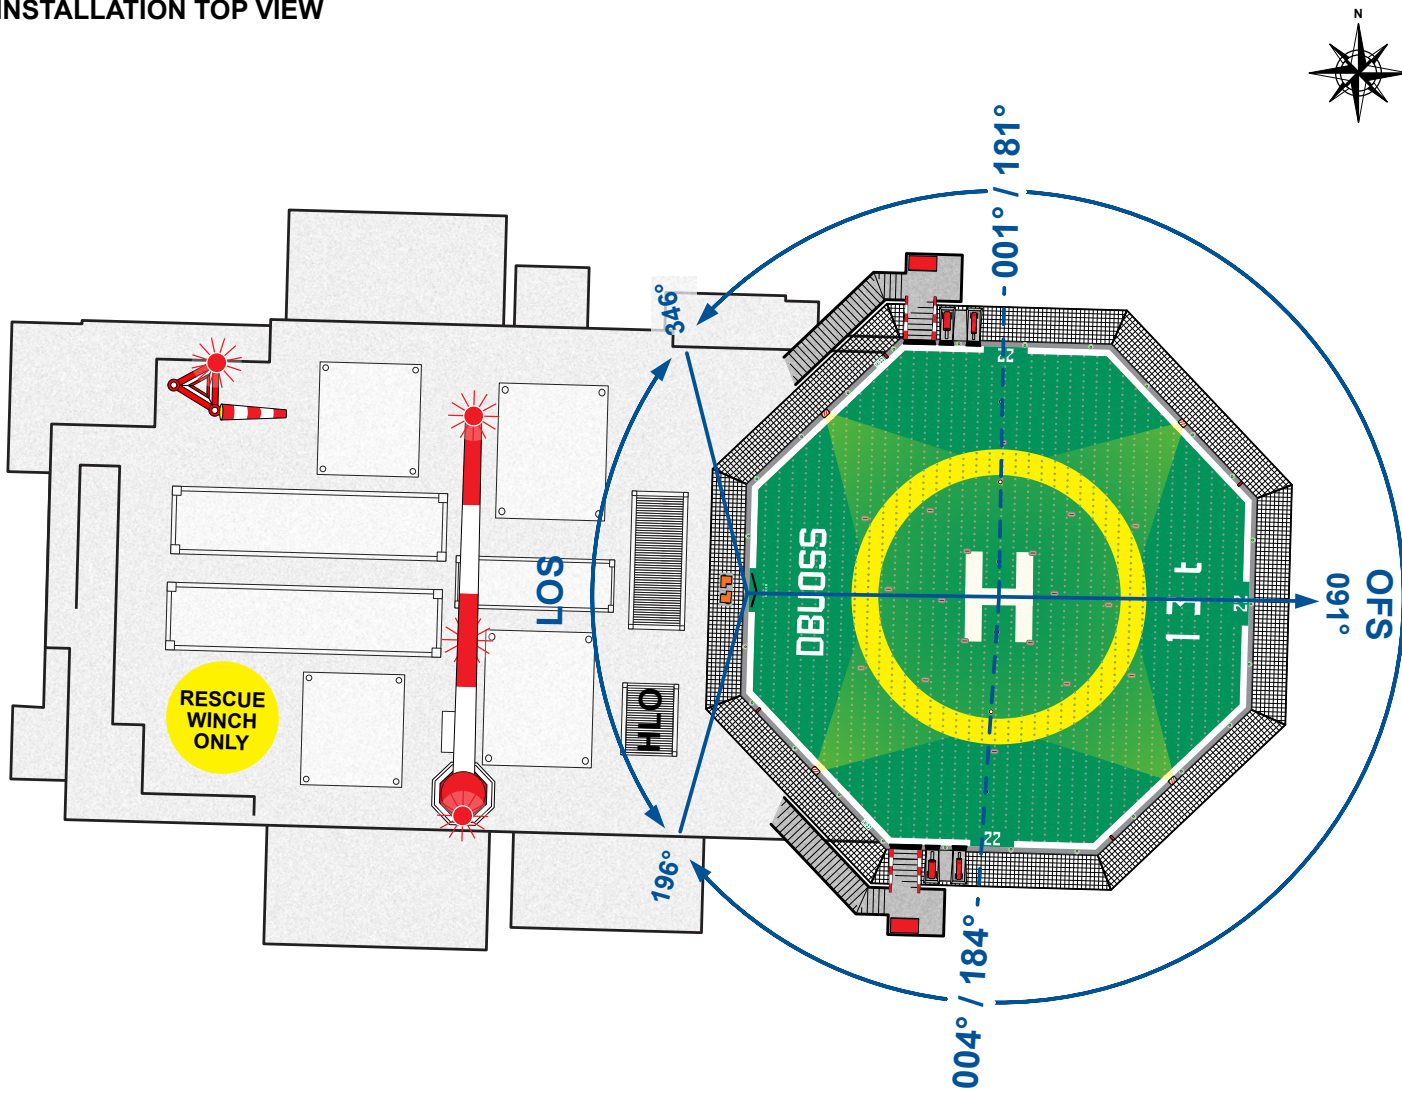 INSTALLATION TOP VIEW
N
001° / 181°
346°
22
LOS
DBUOSS
H
13 t
22
091°
OFS
RESCUE
WINCH
ONLY
HLO
22
196°
004° / 184°